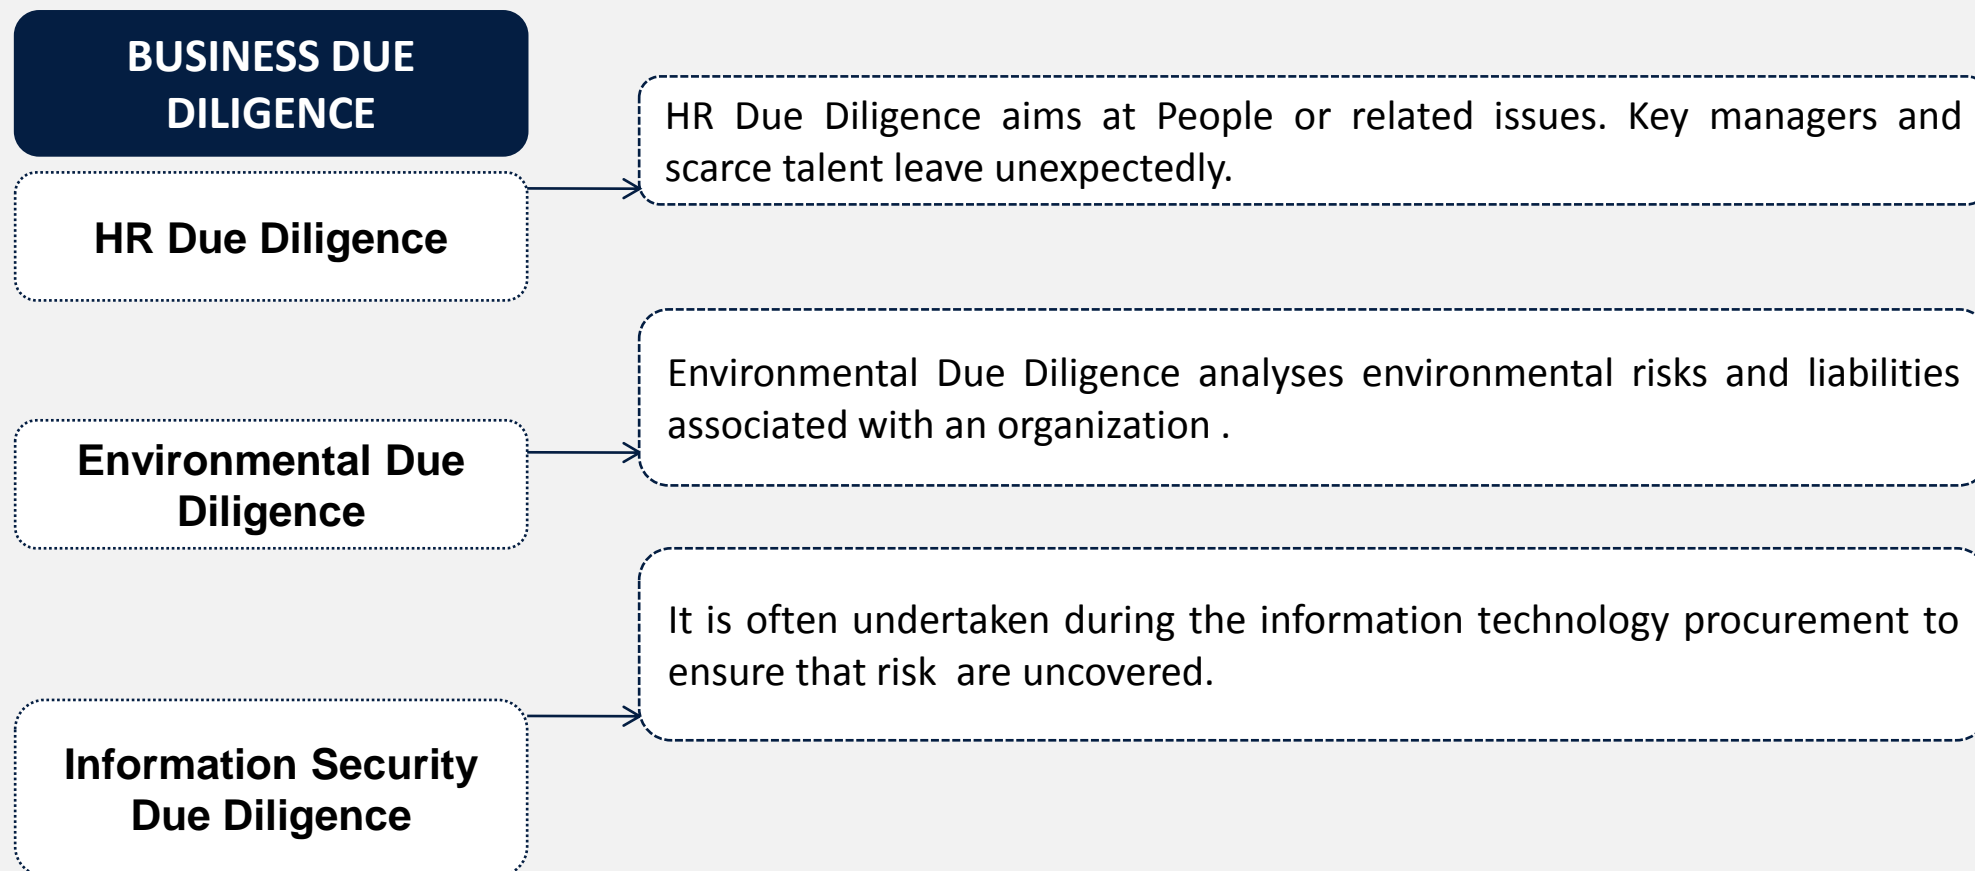 BUSINESS DUE
DILIGENCE
HR Due Diligence aims at People or related issues. Key managers and
scarce talent leave unexpectedly.
HR Due Diligence
Environmental Due Diligence analyses environmental risks and liabilities
associated with an organization .
Environmental Due
Diligence
It is often undertaken during the information technology procurement to
ensure that risk  are uncovered.
Information Security
Due Diligence